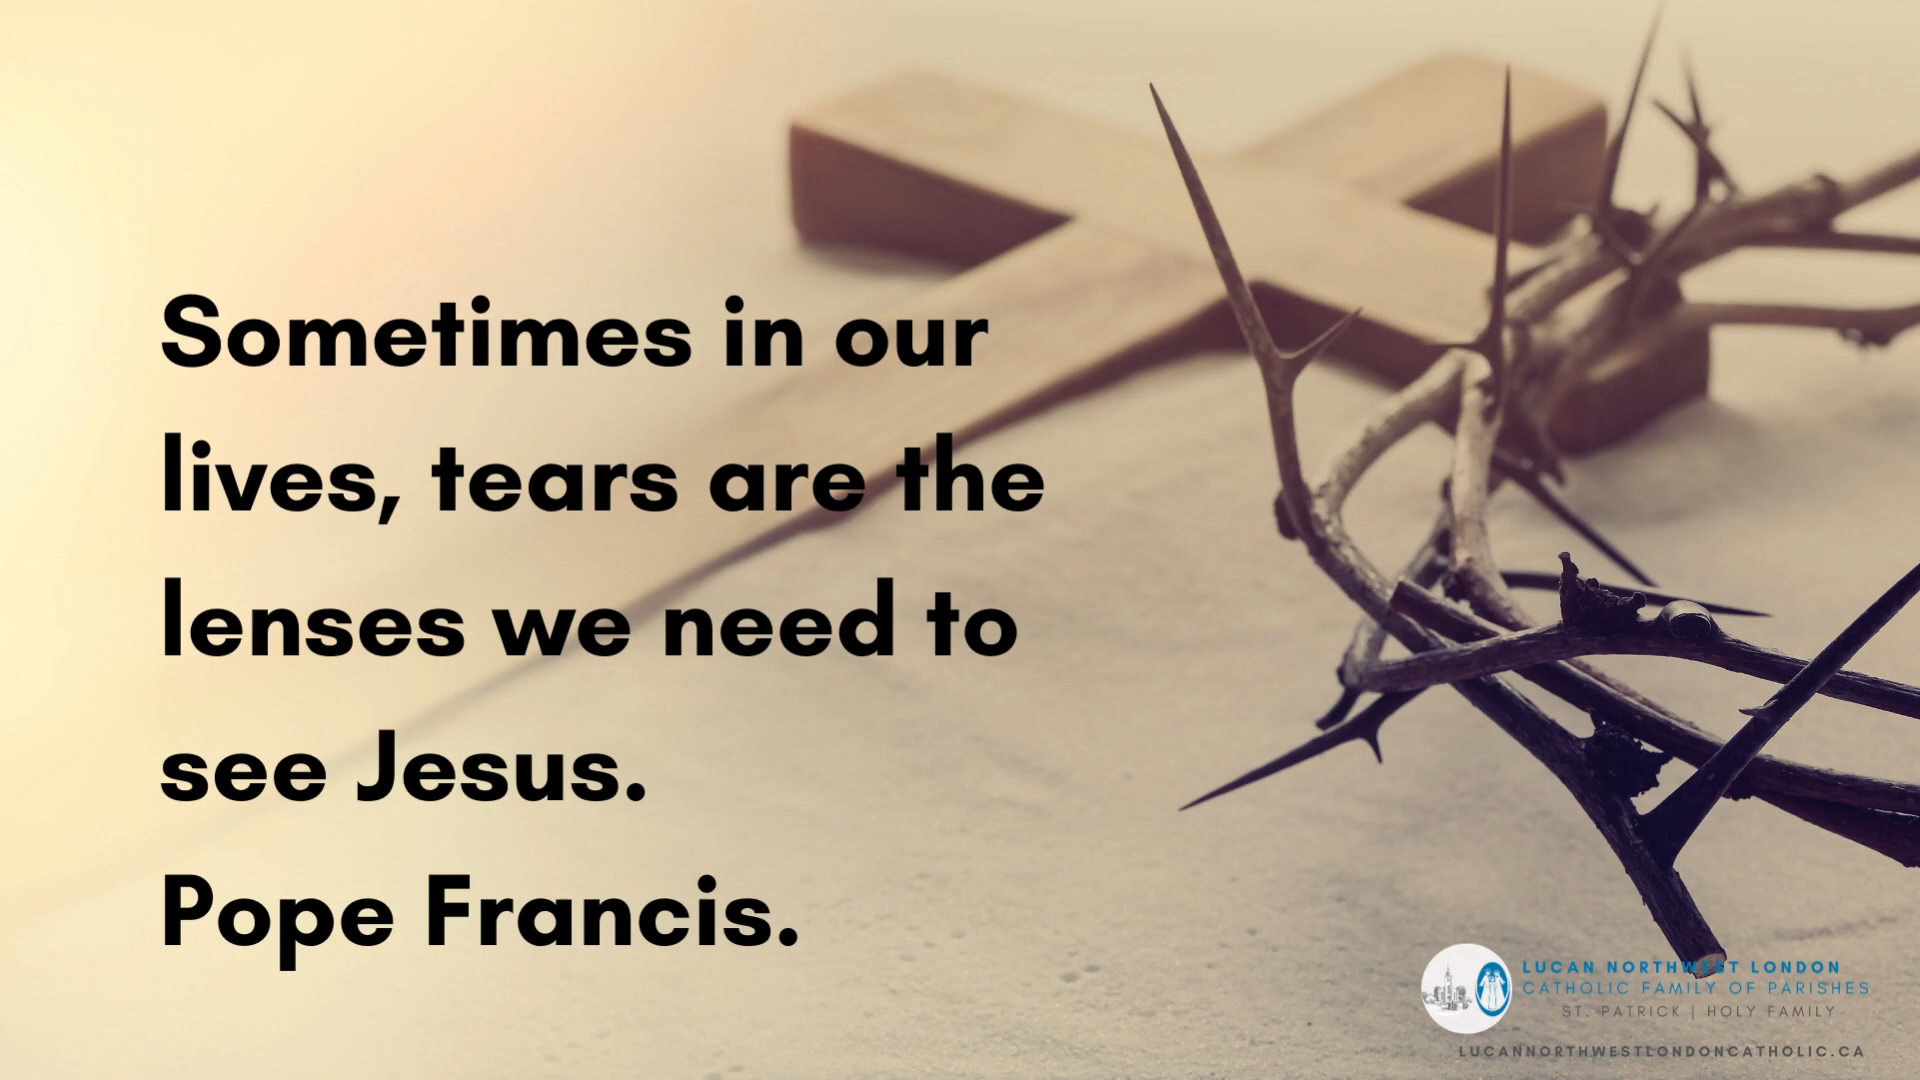 Sometimes in our
lives, tears are the
lenses we need to
see Jesus.
Pope Francis.
LUCAN NORTHWEST LONDON
CATHOLIC FAMILY OF PARISHES
ST. PATRICK | HOLY FAMILY
LUCANNORTHWESTLONDONCATHOLIC.CA